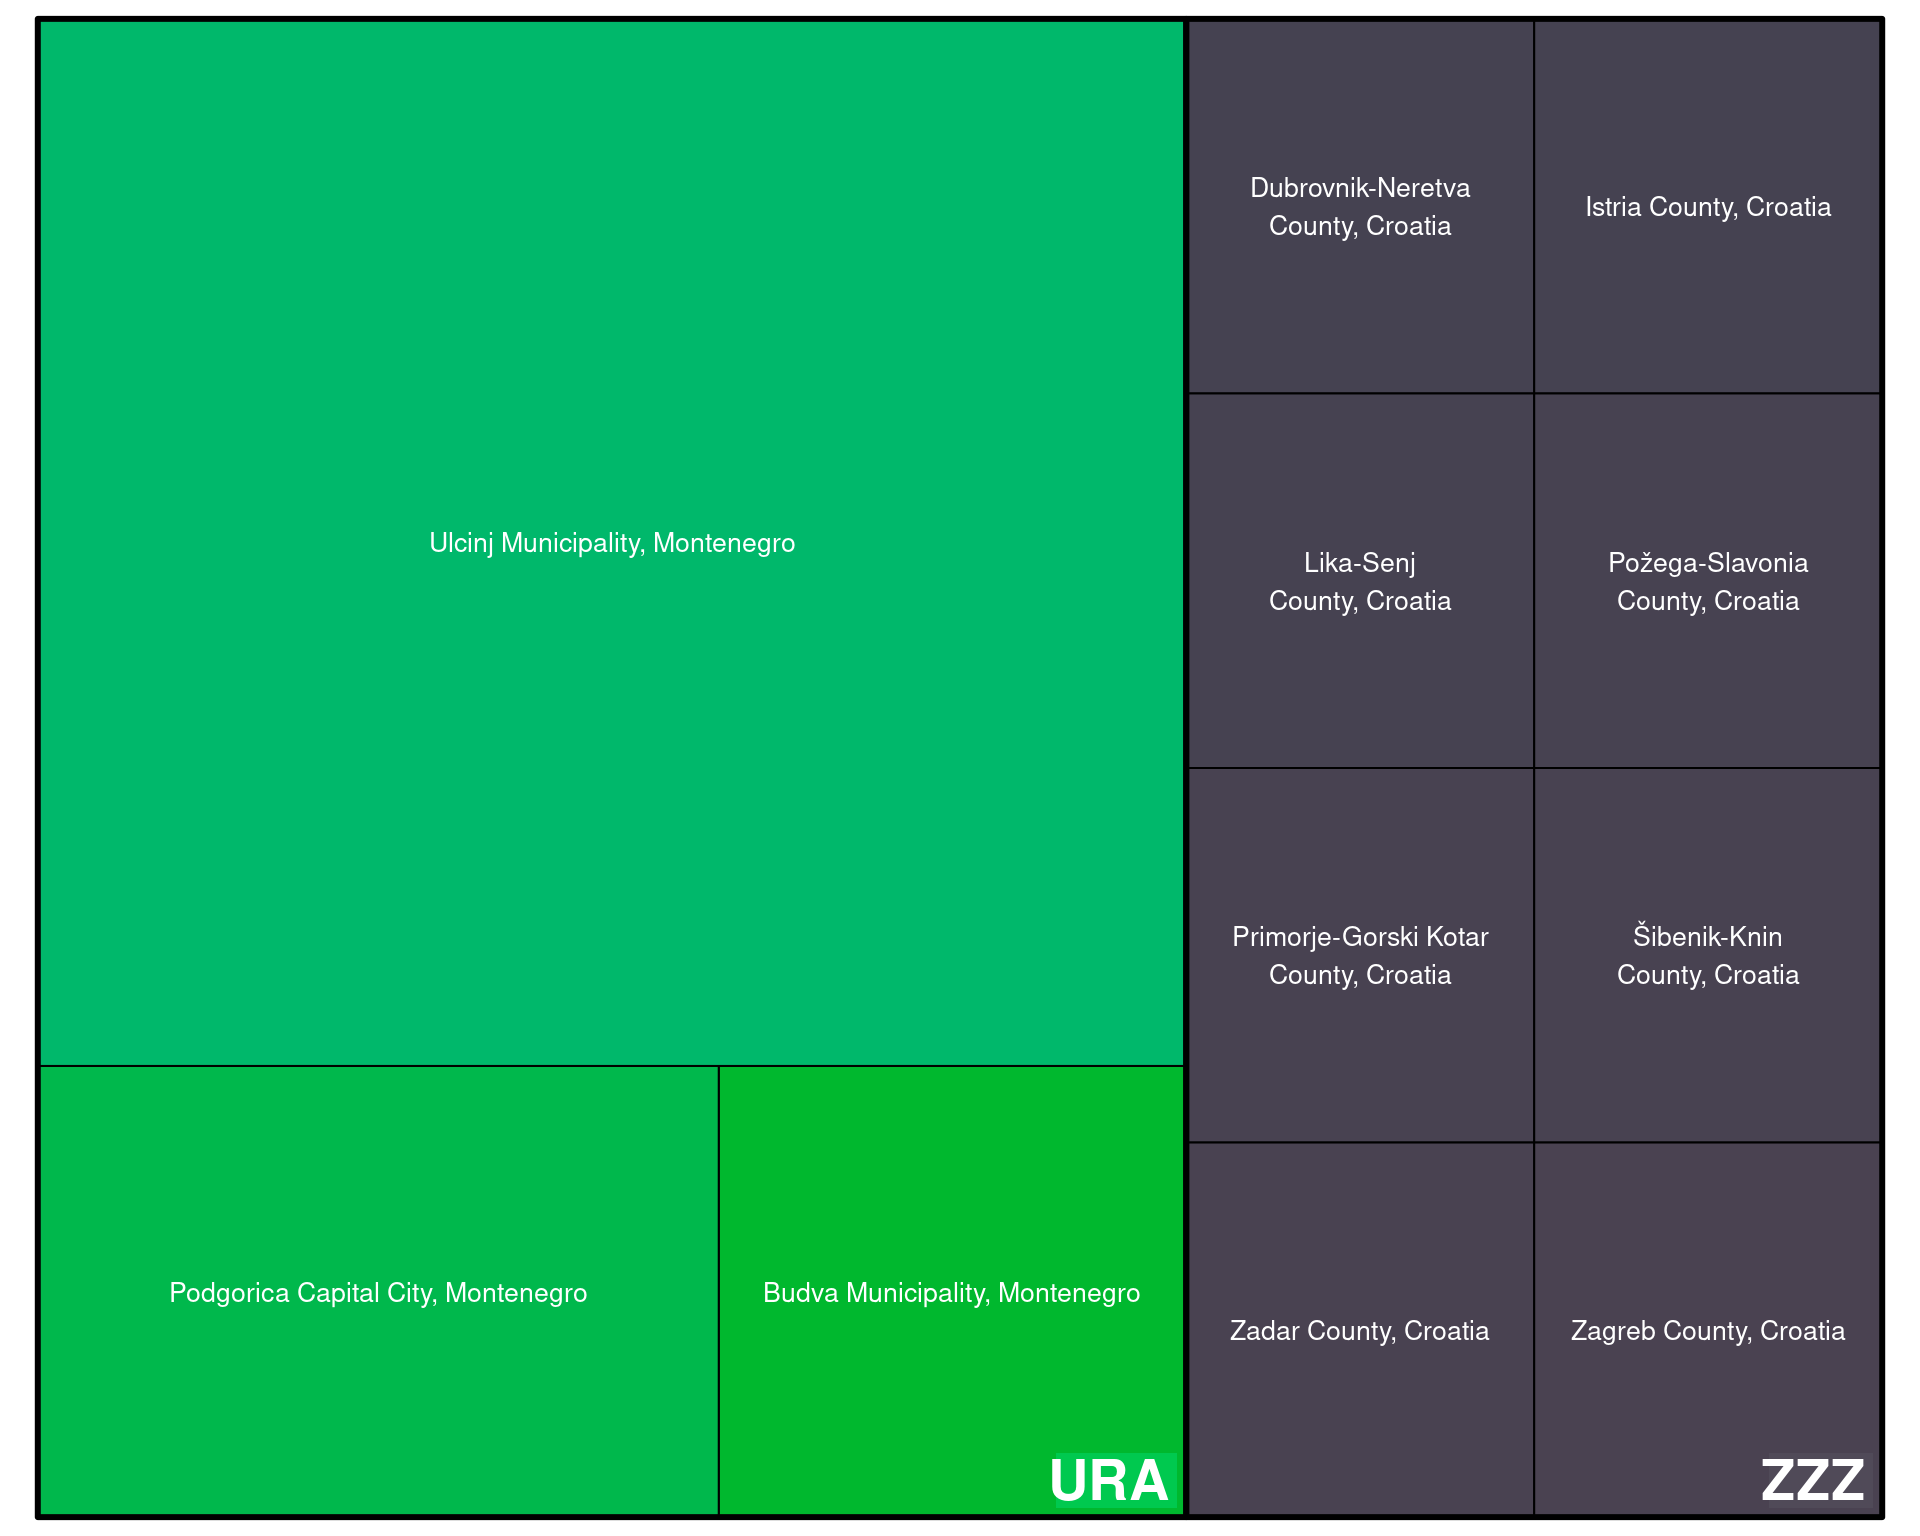 Ulcinj Municipality, Montenegro
Podgorica Capital City, Montenegro
Budva Municipality, Montenegro
URA
Dubrovnik-Neretva
County, Croatia
Istria County, Croatia
Lika-Senj
County, Croatia
Požega-Slavonia
County, Croatia
Primorje-Gorski Kotar
County, Croatia
Šibenik-Knin
County, Croatia
Zadar County, Croatia
Zagreb County, Croatia
ZZZ